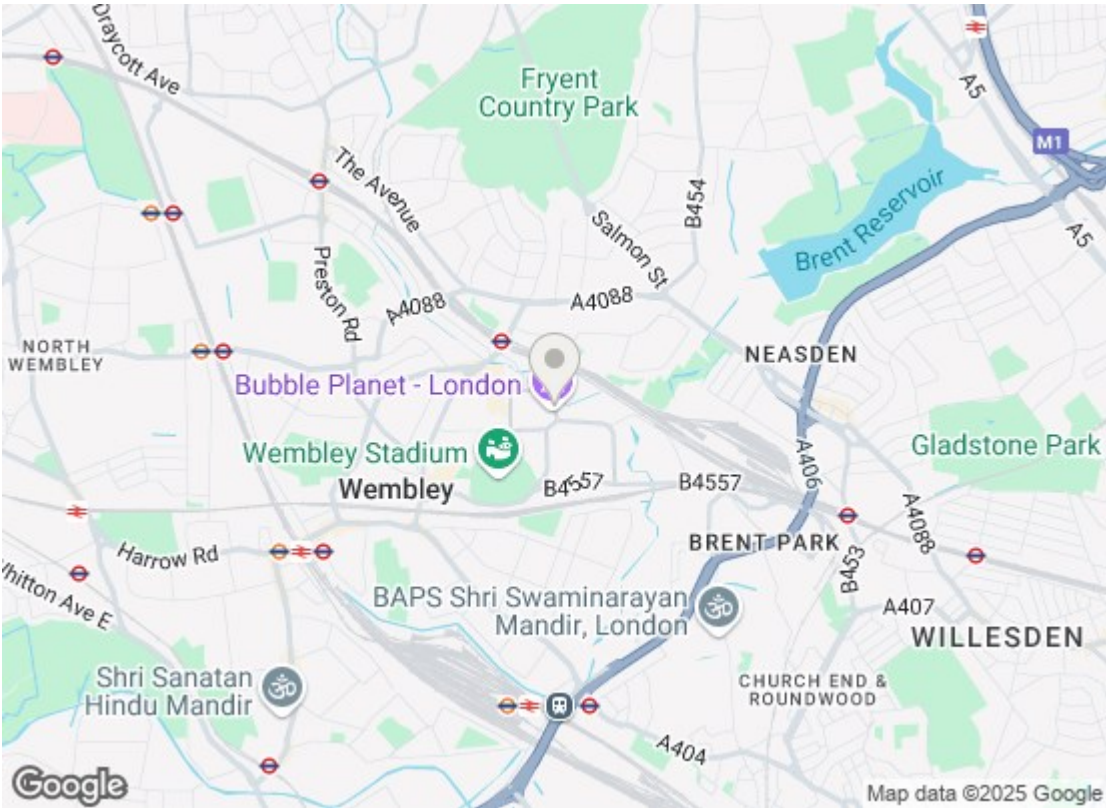 Draycott Ave
Fryent
Country Park
A5
M1
The Avenue
B454
Brent Reservoir
Salmon St
A5
Preston Rd
A4088
A4088
NORTH
WEMBLEY
NEASDEN
Bubble Planet - London
Wembley Stadium
Gladstone Park
A406
Wembley
B4557
B4557
A4088
BRENT PARK
Harrow Rd
B453
Whitton Ave E
BAPS Shri Swaminarayan
Mandir, London
A407
WILLESDEN
Shri Sanatan
Hindu Mandir
CHURCH END &
ROUNDWOOD
A404
Google
Map data ©2025 Google